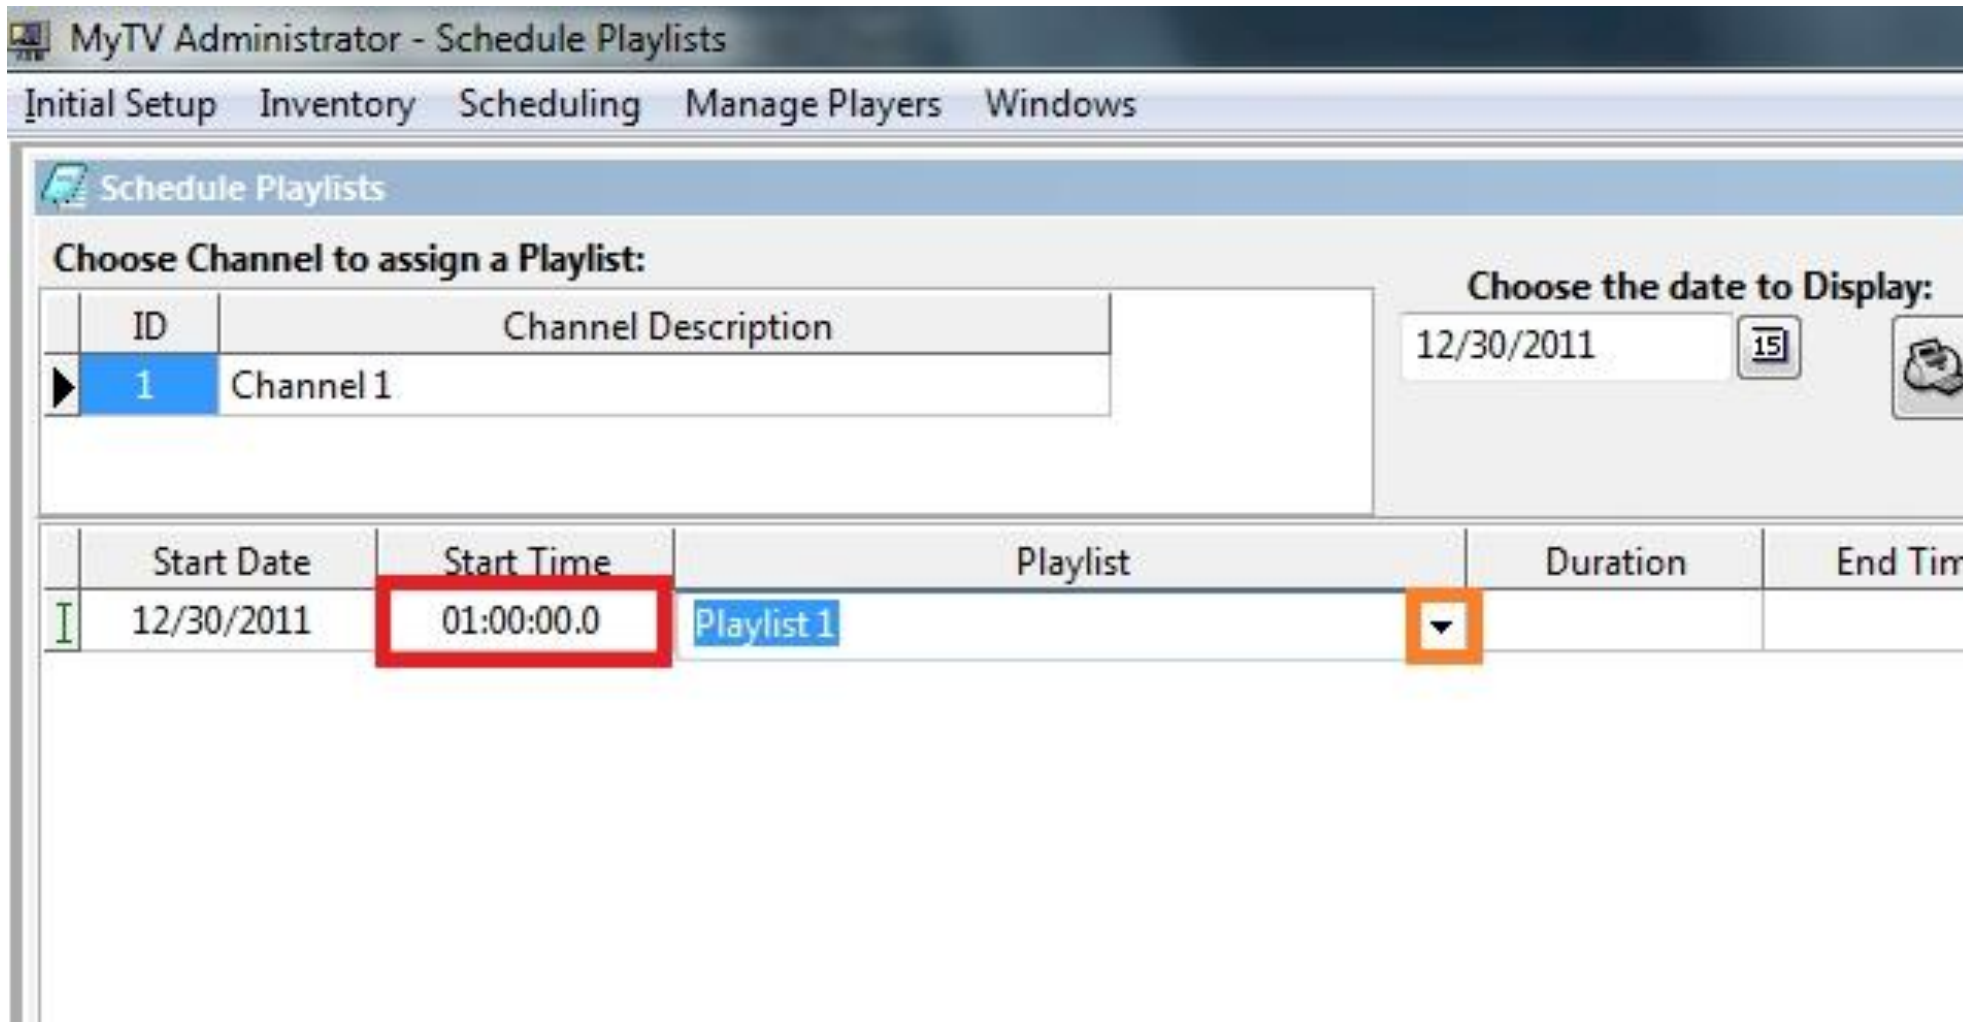 MyTV Administrator - Schedule Playlists
Initial Setup Inventory Scheduling Manage Players Windows
Schedule Playlists
Choose Channel to assign a Playlist:
Choose the date to Display:
ID Channel Description
12/30/2011 15
1 Channel 1
Start Date Start Time Playlist Duration End Tim
12/30/2011 01:00:00.0 Playlist 1